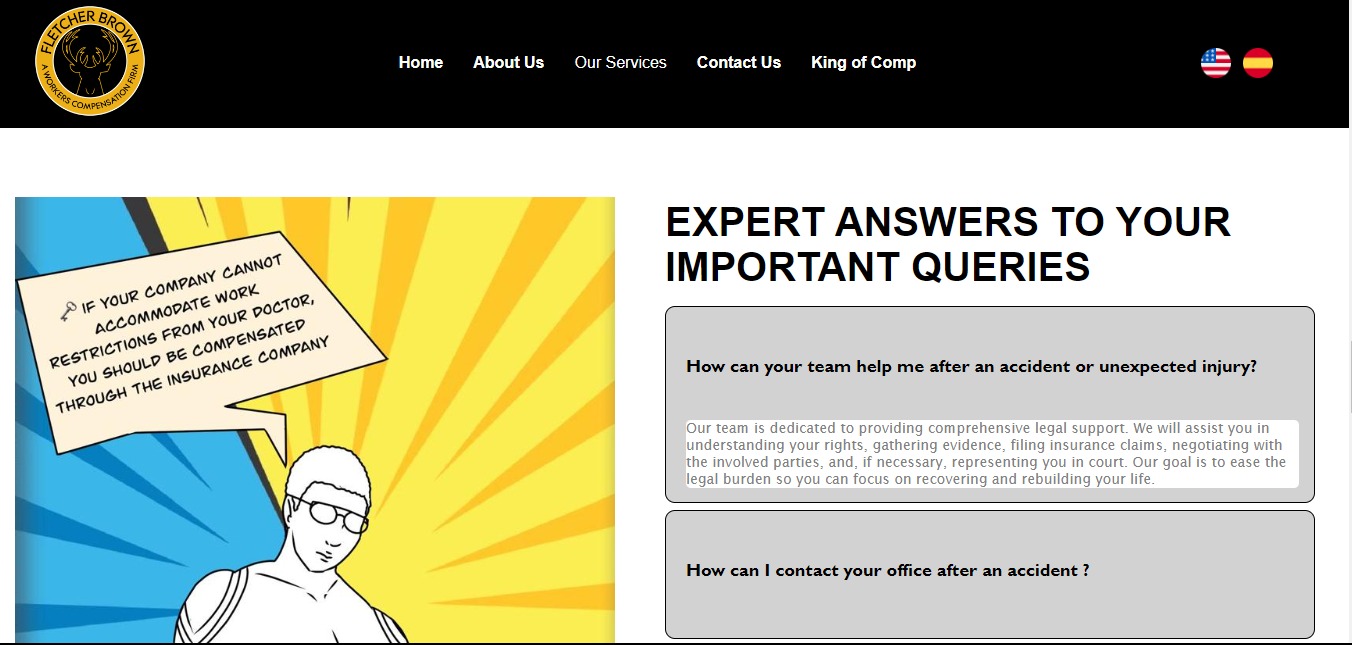 FLETCHER BROWN
A WORKERS COMPENSATION FIRM
Home About Us Our Services Contact Us King of Comp
IF YOUR COMPANY CANNOT
ACCOMMODATE WORK
RESTRICTIONS FROM YOUR DOCTOR,
YOU SHOULD BE COMPENSATED
THROUGH THE INSURANCE COMPANY
EXPERT ANSWERS TO YOUR
IMPORTANT QUERIES
How can your team help me after an accident or unexpected injury?
Our team is dedicated to providing comprehensive legal support. We will assist you in
understanding your rights, gathering evidence, filing insurance claims, negotiating with
the involved parties, and, if necessary, representing you in court. Our goal is to ease the
legal burden so you can focus on recovering and rebuilding your life.
How can I contact your office after an accident ?